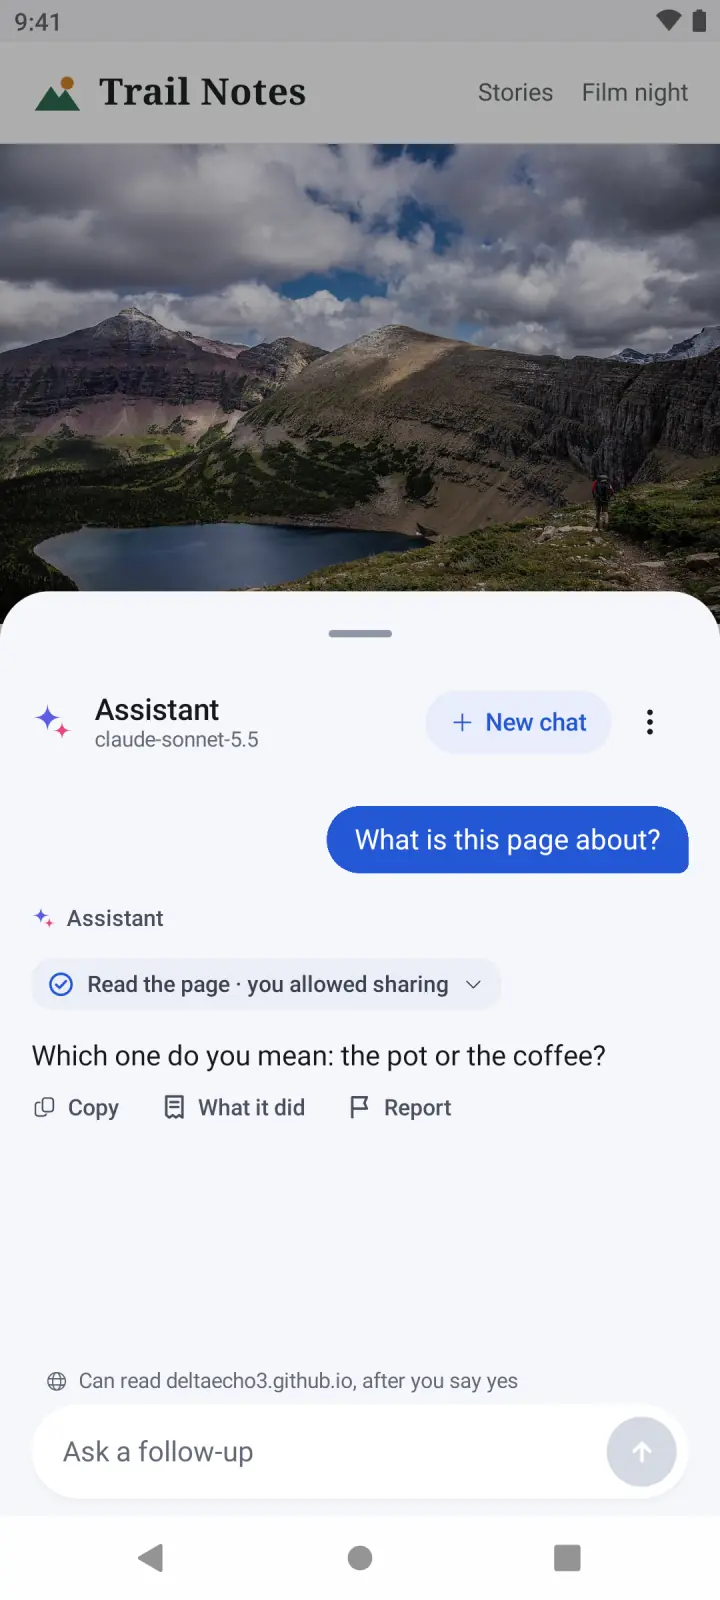 9:41
Trail Notes
Stories Film night
Assistant
claude-sonnet-5.5
New chat
What is this page about?
Assistant
Read the page · you allowed sharing
Which one do you mean: the pot or the coffee?
Copy What it did Report
Can read deltaecho3.github.io, after you say yes
Ask a follow-up